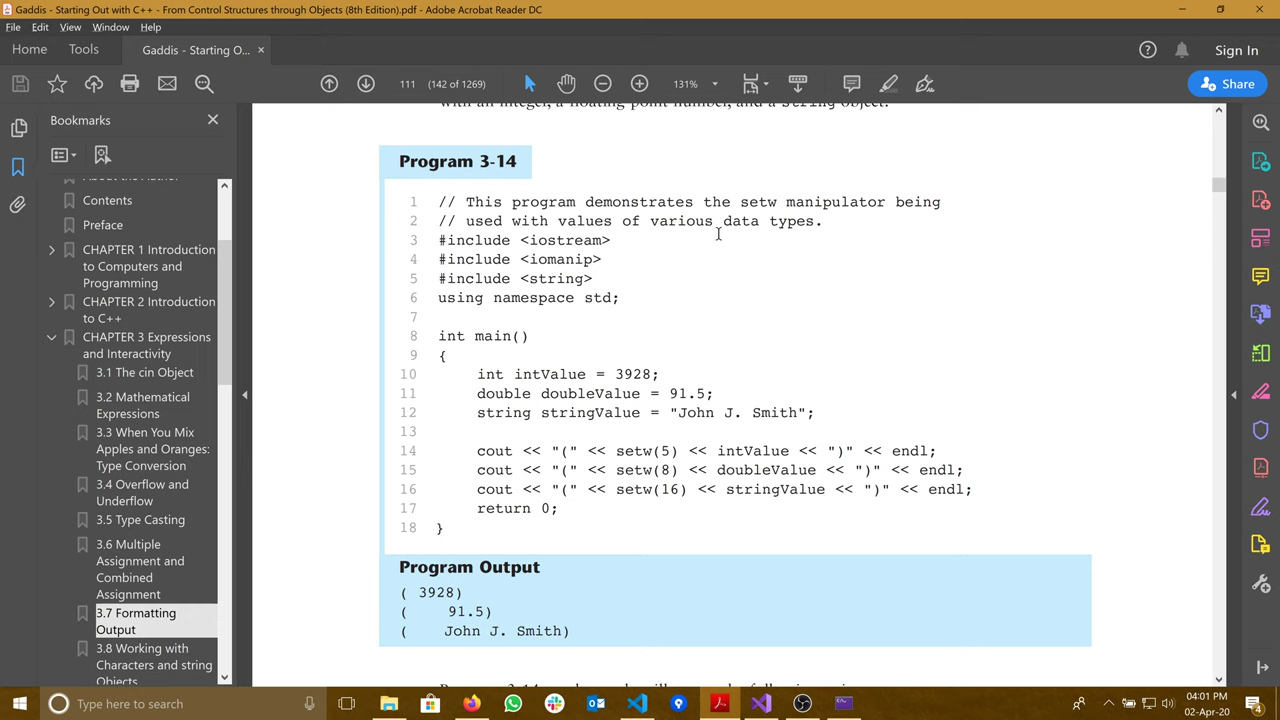 Gaddis - Starting Out with C++ - From Control Structures through Objects (8th Edition).pdf - Adobe Acrobat Reader DC
File Edit View Window Help
Home Tools Gaddis - Starting O... × Sign In
111 (142 of 1269) 131% Share
Bookmarks
Contents
Preface
CHAPTER 1 Introduction
to Computers and
Programming
CHAPTER 2 Introduction
to C++
CHAPTER 3 Expressions
and Interactivity
3.1 The cin Object
3.2 Mathematical
Expressions
3.3 When You Mix
Apples and Oranges:
Type Conversion
3.4 Overflow and
Underflow
3.5 Type Casting
3.6 Multiple
Assignment and
Combined
Assignment
3.7 Formatting
Output
3.8 Working with
Characters and string
Objects
with an integer, a floating point number, and a string object.
Program 3-14
1 // This program demonstrates the setw manipulator being
2 // used with values of various data types.
3 #include <iostream>
4 #include <iomanip>
5 #include <string>
6 using namespace std;
7
8 int main()
9 {
10 int intValue = 3928;
11 double doubleValue = 91.5;
12 string stringValue = "John J. Smith";
13
14 cout << "(" << setw(5) << intValue << ")" << endl;
15 cout << "(" << setw(8) << doubleValue << ")" << endl;
16 cout << "(" << setw(16) << stringValue << ")" << endl;
17 return 0;
18 }
Program Output
( 3928)
( 91.5)
( John J. Smith)
Type here to search
04:01 PM
02-Apr-20
4